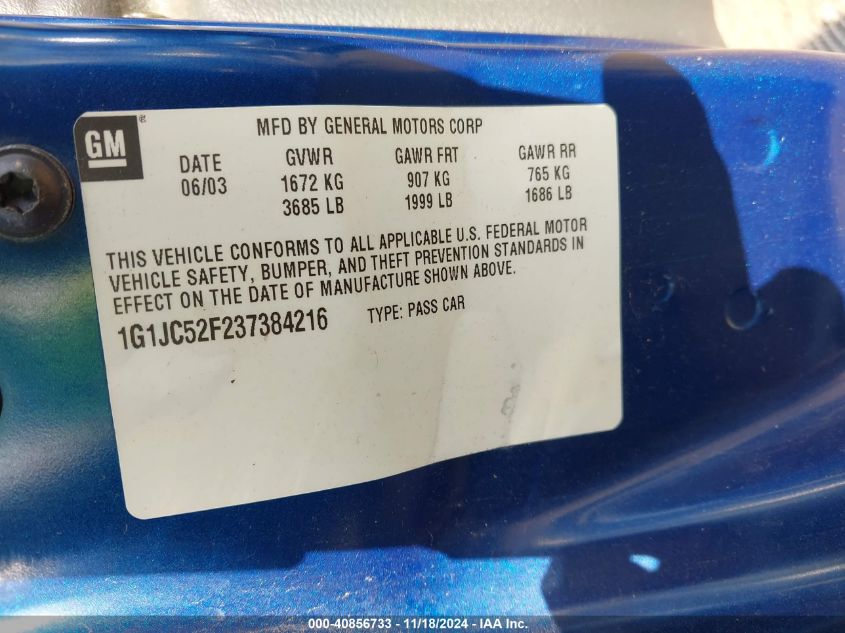 GM ®
MFD BY GENERAL MOTORS CORP
DATE GVWR GAWR FRT GAWR RR
06/03 1672 KG 907 KG 765 KG
3685 LB 1999 LB 1686 LB
THIS VEHICLE CONFORMS TO ALL APPLICABLE U.S. FEDERAL MOTOR
VEHICLE SAFETY, BUMPER, AND THEFT PREVENTION STANDARDS IN
EFFECT ON THE DATE OF MANUFACTURE SHOWN ABOVE.
1G1JC52F237384216 TYPE: PASS CAR
1-00-40856733 - 11/18/2024 - IAA Inc.